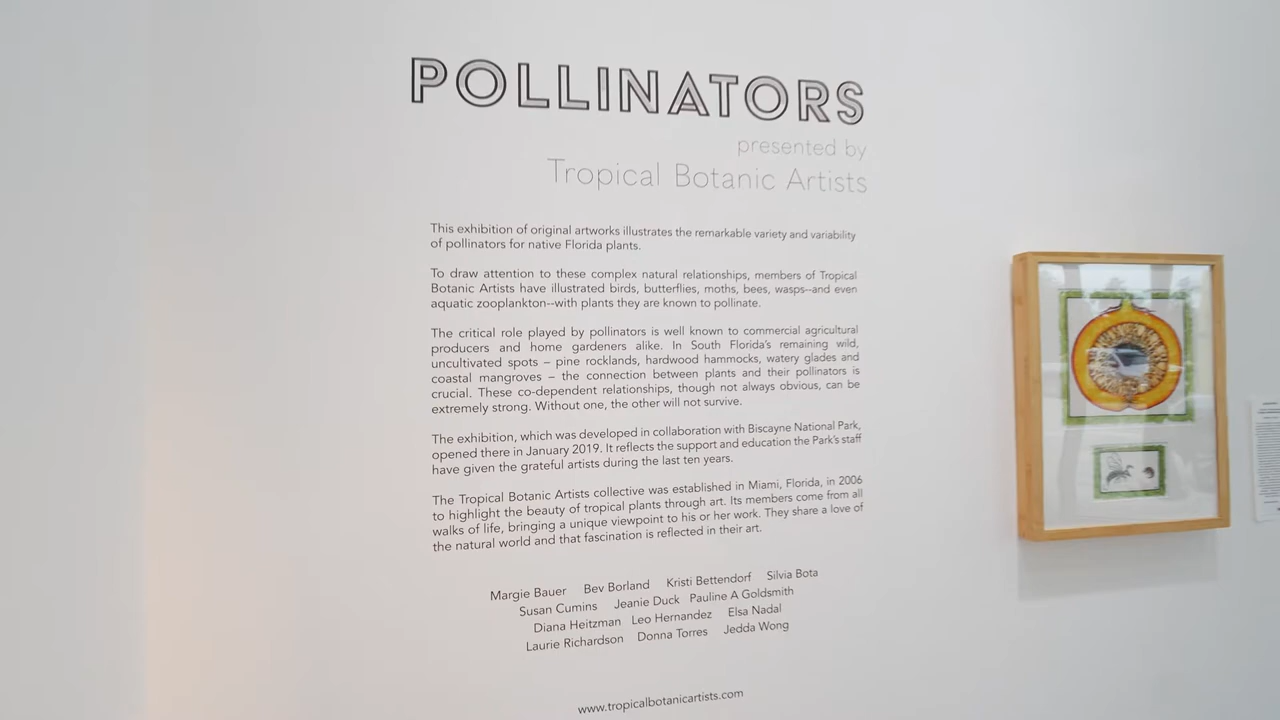 POLLINATORS
presented by
Tropical Botanic Artists
This exhibition of original artworks illustrates the remarkable variety and variability
of pollinators for native Florida plants.
To draw attention to these complex natural relationships, members of Tropical
Botanic Artists have illustrated birds, butterflies, moths, bees, wasps--and even
aquatic zooplankton--with plants they are known to pollinate.
The critical role played by pollinators is well known to commercial agricultural
producers and home gardeners alike. In South Florida's remaining wild,
uncultivated spots – pine rocklands, hardwood hammocks, watery glades and
coastal mangroves – the connection between plants and their pollinators is
crucial. These co-dependent relationships, though not always obvious, can be
extremely strong. Without one, the other will not survive.
The exhibition, which was developed in collaboration with Biscayne National Park,
opened there in January 2019. It reflects the support and education the Park's staff
have given the grateful artists during the last ten years.
The Tropical Botanic Artists collective was established in Miami, Florida, in 2006
to highlight the beauty of tropical plants through art. Its members come from all
walks of life, bringing a unique viewpoint to his or her work. They share a love of
the natural world and that fascination is reflected in their art.
Margie Bauer Bev Borland Kristi Bettendorf Silvia Bota
Susan Cumins Jeanie Duck Pauline A Goldsmith
Diana Heitzman Leo Hernandez Elsa Nadal
Laurie Richardson Donna Torres Jedda Wong
www.tropicalbotanicartists.com